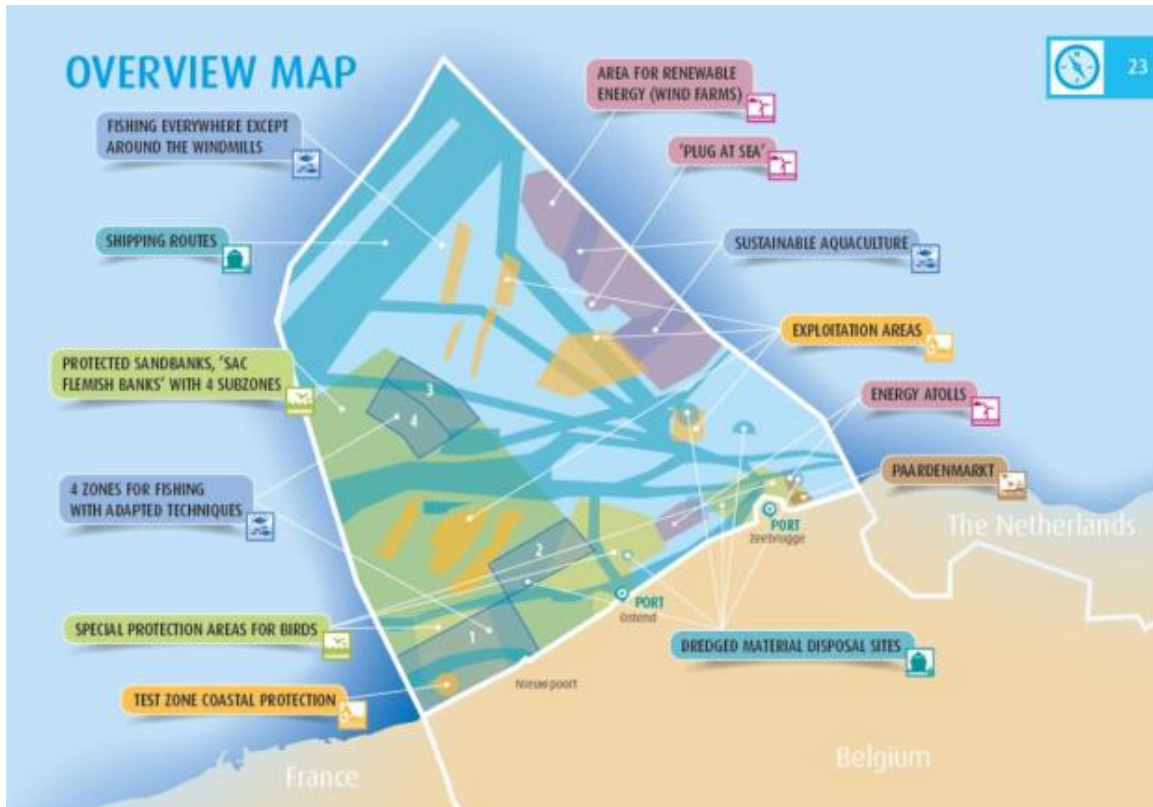 OVERVIEW MAP
23
AREA FOR RENEWABLE
ENERGY (WIND FARMS)
FISHING EVERYWHERE EXCEPT
AROUND THE WINDMILLS
'PLUG AT SEA'
SHIPPING ROUTES
SUSTAINABLE AQUACULTURE
EXPLOITATION AREAS
PROTECTED SANDBANKS, 'SAC
FLEMISH BANKS' WITH 4 SUBZONES
3
4
ENERGY ATOLLS
PAARDENMARKT
4 ZONES FOR FISHING
WITH ADAPTED TECHNIQUES
The Netherlands
PORT
Zeebrugge
2
PORT
Ostend
SPECIAL PROTECTION AREAS FOR BIRDS
1
DREDGED MATERIAL DISPOSAL SITES
Nieuwpoort
TEST ZONE COASTAL PROTECTION
Belgium
France